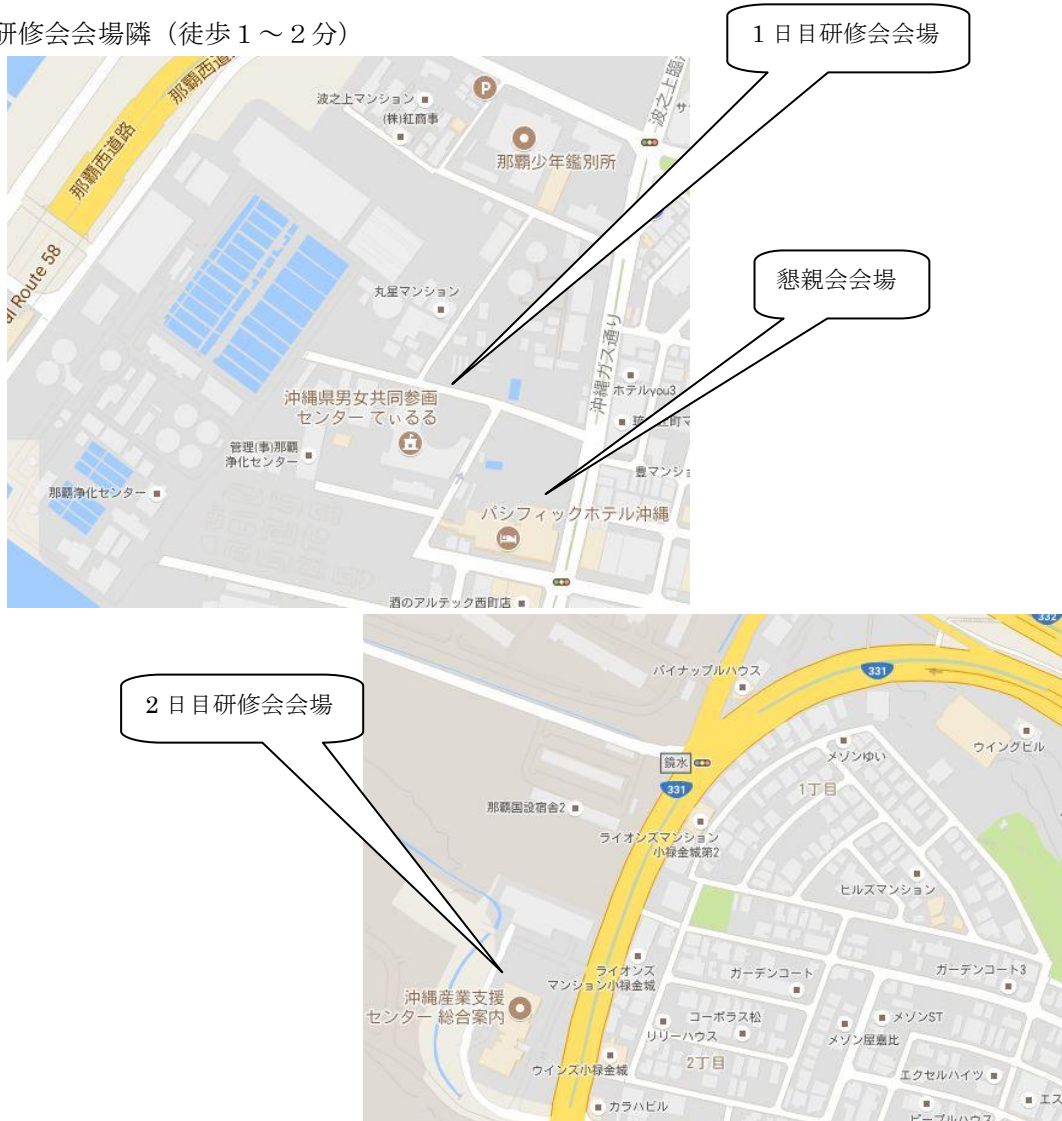 研修会会場隣（徒歩１～２分）
1日目研修会会場
懇親会会場
那覇西道路
那覇西道
波之上マンション
(株)紅商事
P
那覇少年鑑別所
波之上臨
サ
al Route 58
丸星マンション
沖縄ガス通り
沖縄県男女共同参画
センター てぃるる
ホテルyou3
管理(事)那覇
浄化センター
豊マンショ
那覇浄化センター
パシフィックホテル沖縄
酒のアルテック西町店
2日目研修会会場
332
パイナップルハウス
331
ウイングビル
メゾンゆい
鏡水
331
1丁目
那覇国設宿舎2
ライオンズマンション
小禄金城第2
ヒルズマンション
ライオンズ
マンション小禄金城
ガーデンコート
ガーデンコート3
沖縄産業支援
センター 総合案内
コーポラス松
メゾンST
リリーハウス
メゾン屋嘉比
2丁目
ウインズ小禄金城
エクセルハイツ
カラハビル
エス
ピープルハウス